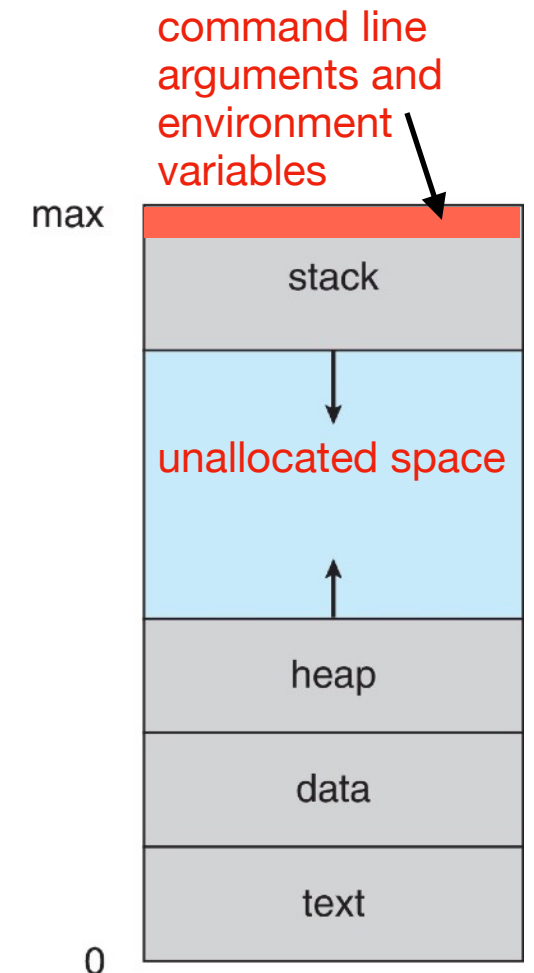 command line
arguments and
environment
variables
max
stack
unallocated space
heap
data
text
0